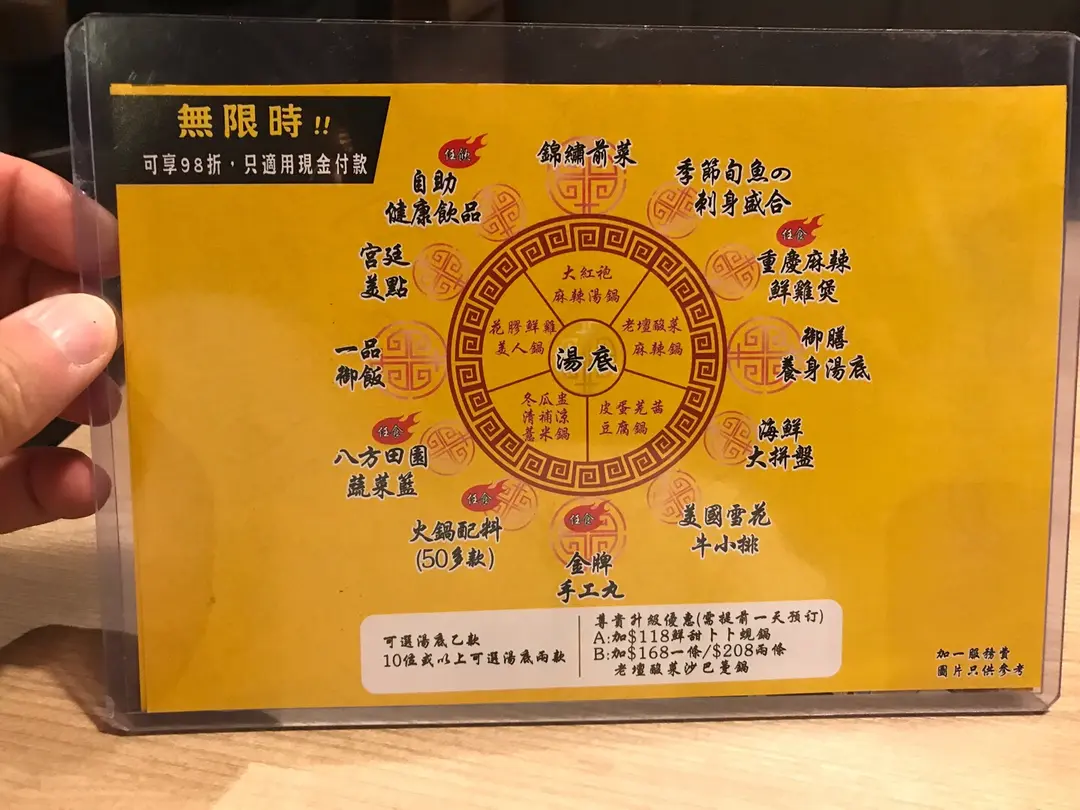 無限時!!
可享98折，只適用現金付款
錦繡前菜
季節旬魚の
刺身盛合
任食
重慶麻辣
鮮雞煲
御膳
養身湯底
海鮮
大拼盤
美國雪花
牛小排
任食
金牌
手工丸
任食
火鍋配料
(50多款)
任食
八方田園
蔬菜籃
一品
御飯
宮廷
美點
任飲
自助
健康飲品
湯底
大紅袍
麻辣湯鍋
老壇酸菜
麻辣鍋
皮蛋芫茜
豆腐鍋
冬瓜盅
清補涼
薏米鍋
花膠鮮雞
美人鍋
可選湯底乙款
10位或以上可選湯底兩款
尊貴升級優惠(需提前一天預訂)
A:加$118鮮甜卜卜蜆鍋
B:加$168一條/$208兩條
老壇酸菜沙巴躉鍋
加一服務費
圖片只供參考